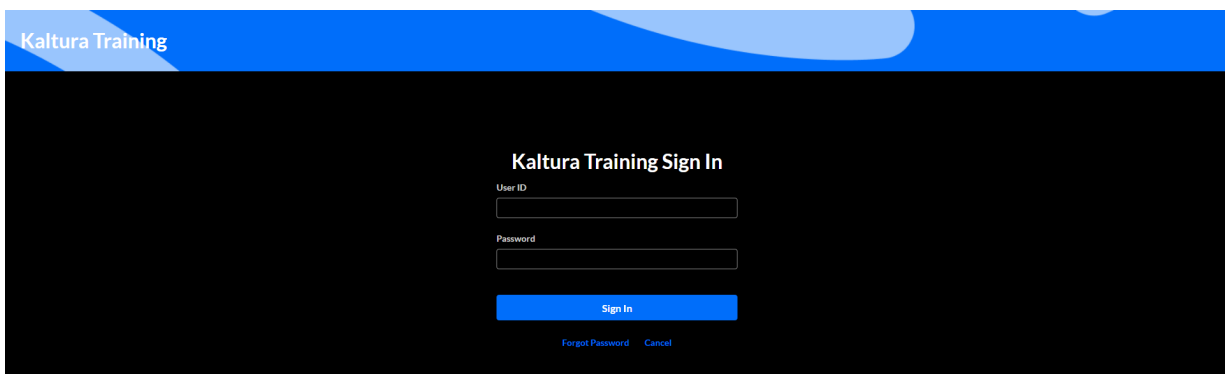 Kaltura Training
Kaltura Training Sign In
User ID
Password
Sign In
Forgot Password Cancel